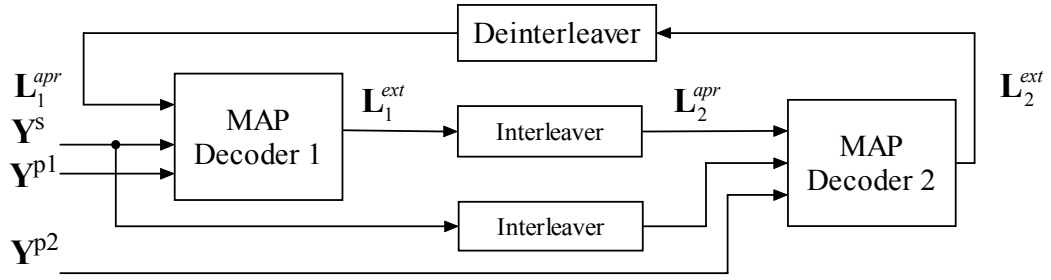 Deinterleaver
L₁ᵃᵖʳ
L₁ᵉˣᵗ
L₂ᵃᵖʳ
L₂ᵉˣᵗ
MAP
Decoder 1
Interleaver
MAP
Decoder 2
Yˢ
Yᵖ¹
Interleaver
Yᵖ²